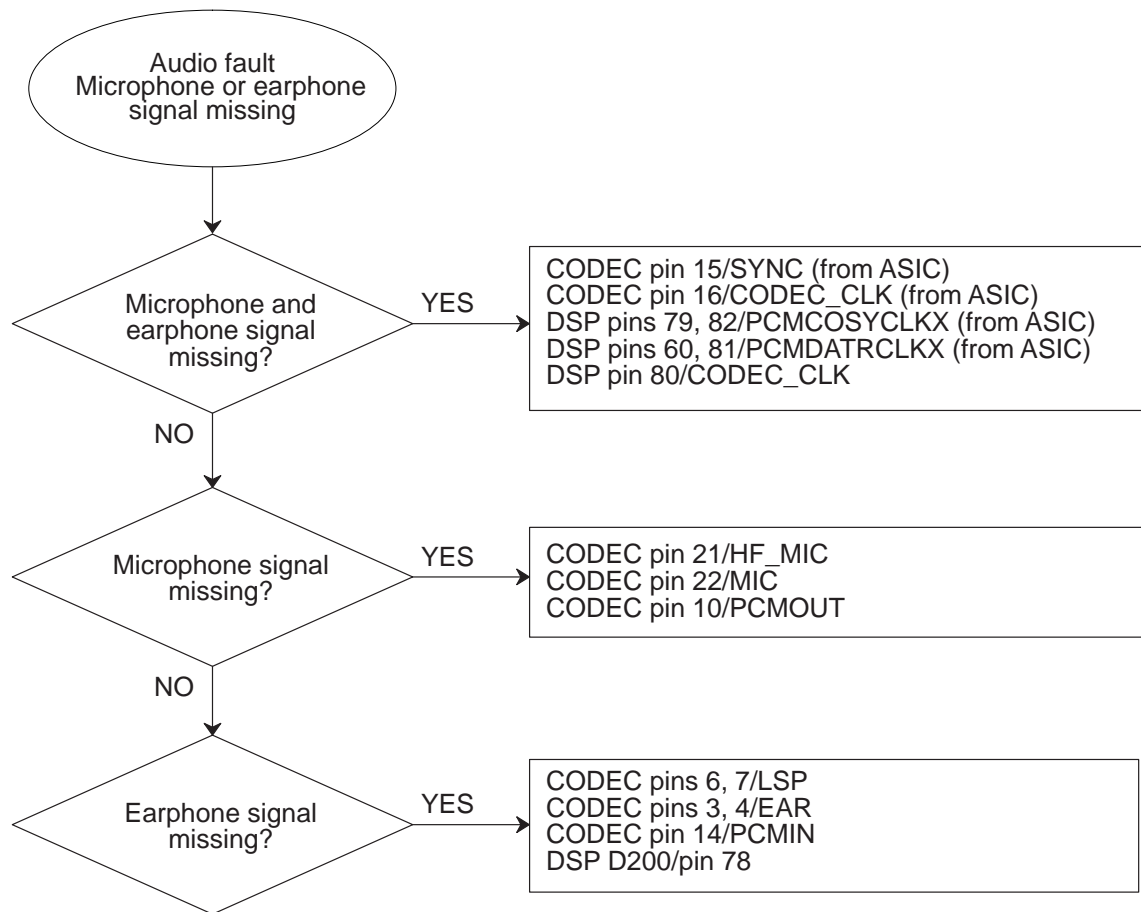 Audio fault
Microphone or earphone
signal missing
Microphone and
earphone signal
missing?
YES
CODEC pin 15/SYNC (from ASIC)
CODEC pin 16/CODEC_CLK (from ASIC)
DSP pins 79, 82/PCMCOSYCLKX (from ASIC)
DSP pins 60, 81/PCMDATRCLKX (from ASIC)
DSP pin 80/CODEC_CLK
NO
Microphone signal
missing?
YES
CODEC pin 21/HF_MIC
CODEC pin 22/MIC
CODEC pin 10/PCMOUT
NO
Earphone signal
missing?
YES
CODEC pins 6, 7/LSP
CODEC pins 3, 4/EAR
CODEC pin 14/PCMIN
DSP D200/pin 78